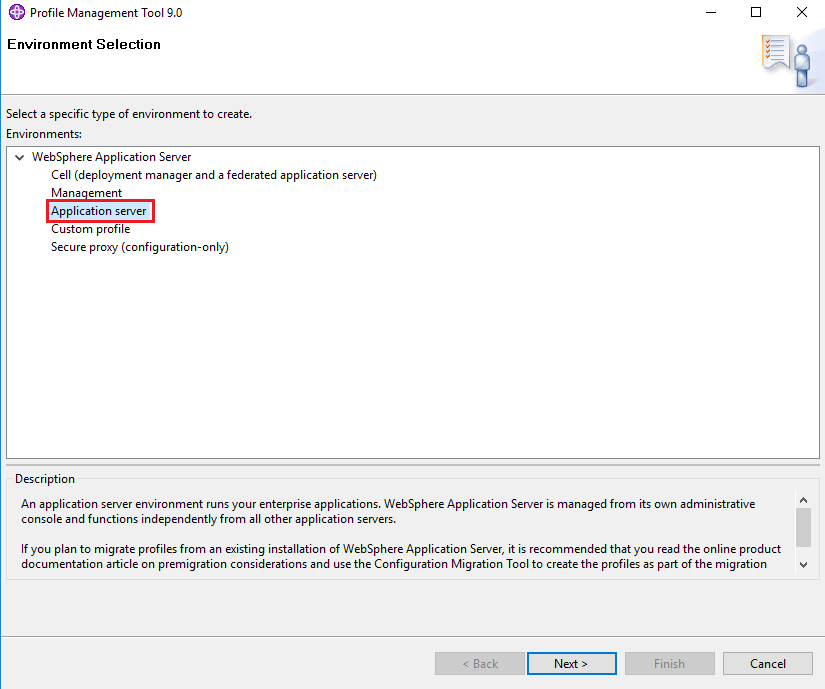 Profile Management Tool 9.0
Environment Selection
Select a specific type of environment to create.
Environments:
WebSphere Application Server
Cell (deployment manager and a federated application server)
Management
Application server
Custom profile
Secure proxy (configuration-only)
Description
An application server environment runs your enterprise applications. WebSphere Application Server is managed from its own administrative
console and functions independently from all other application servers.
If you plan to migrate profiles from an existing installation of WebSphere Application Server, it is recommended that you read the online product
documentation article on premigration considerations and use the Configuration Migration Tool to create the profiles as part of the migration
< Back
Next >
Finish
Cancel